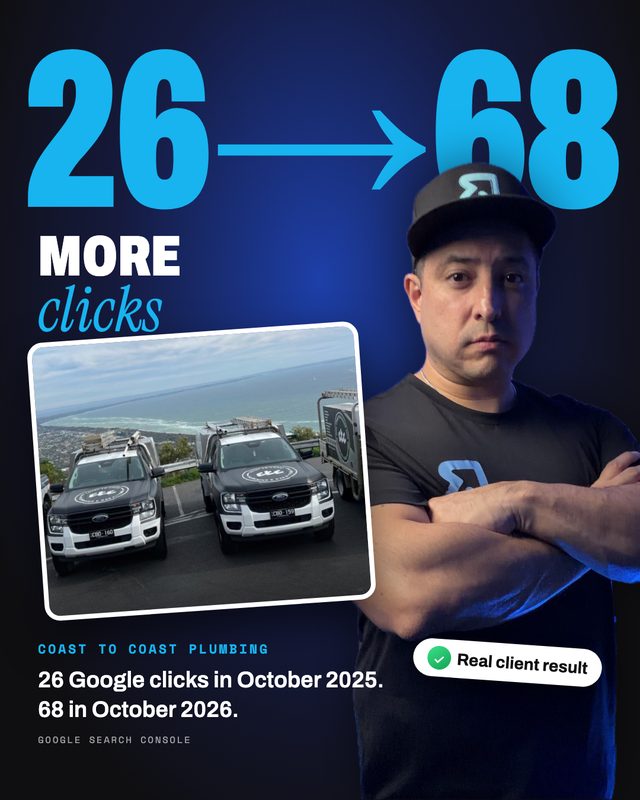 26 → 68
MORE
clicks
COAST TO COAST PLUMBING
26 Google clicks in October 2025.
68 in October 2026.
GOOGLE SEARCH CONSOLE
Real client result